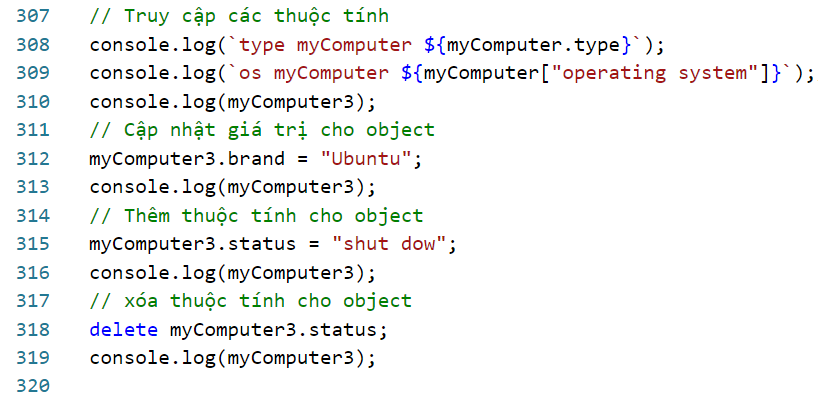 307 // Truy cập các thuộc tính
308 console.log(`type myComputer ${myComputer.type}`);
309 console.log(`os myComputer ${myComputer["operating system"]}`);
310 console.log(myComputer3);
311 // Cập nhật giá trị cho object
312 myComputer3.brand = "Ubuntu";
313 console.log(myComputer3);
314 // Thêm thuộc tính cho object
315 myComputer3.status = "shut dow";
316 console.log(myComputer3);
317 // xóa thuộc tính cho object
318 delete myComputer3.status;
319 console.log(myComputer3);
320